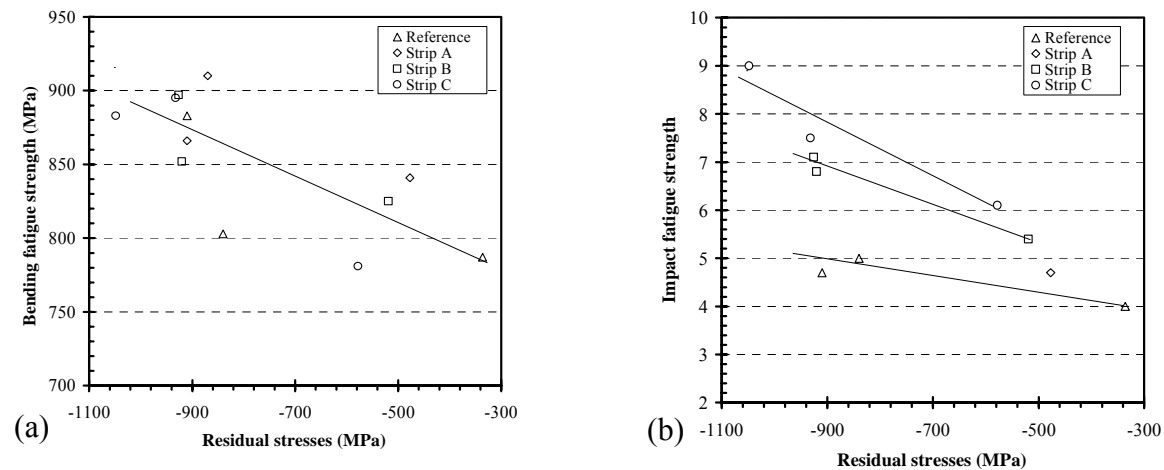 950
900
850
800
750
700
Bending fatigue strength (MPa)
Reference
Strip A
Strip B
Strip C
-1100 -900 -700 -500 -300
Residual stresses (MPa)
(a)
10
9
8
7
6
5
4
3
2
Impact fatigue strength
Reference
Strip A
Strip B
Strip C
-1100 -900 -700 -500 -300
Residual stresses (MPa)
(b)